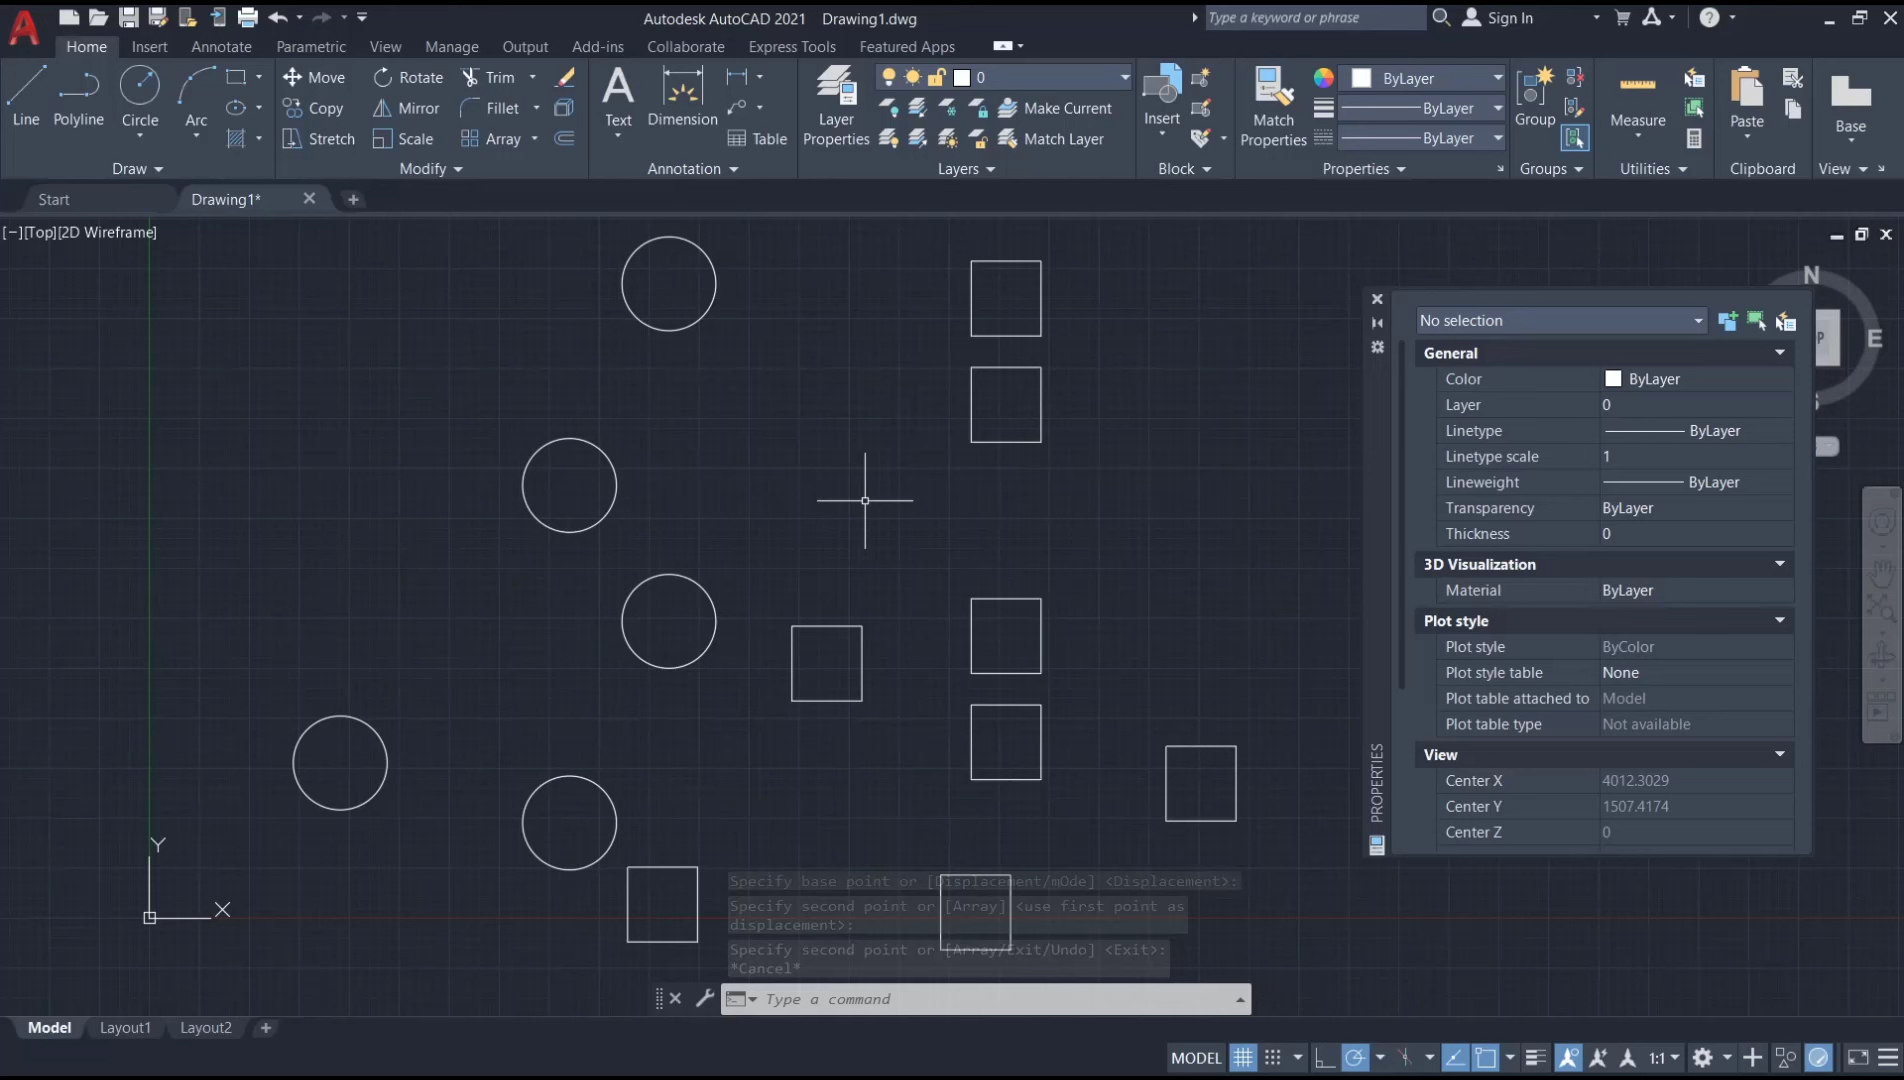 Autodesk AutoCAD 2021 Drawing1.dwg
Type a keyword or phrase
Sign In
Home Insert Annotate Parametric View Manage Output Add-ins Collaborate Express Tools Featured Apps
Line
Polyline
Circle
Arc
Draw
Move
Rotate
Trim
Copy
Mirror
Fillet
Stretch
Scale
Array
Modify
Text
Dimension
Table
Annotation
Layer
Properties
0
Make Current
Match Layer
Layers
Insert
Block
Match
Properties
ByLayer
ByLayer
ByLayer
Properties
Group
Groups
Measure
Utilities
Paste
Clipboard
Base
View
Start
Drawing1*
[−][Top][2D Wireframe]
N
E
No selection
General
Color ByLayer
Layer 0
Linetype ByLayer
Linetype scale 1
Lineweight ByLayer
Transparency ByLayer
Thickness 0
3D Visualization
Material ByLayer
Plot style
Plot style ByColor
Plot style table None
Plot table attached to Model
Plot table type Not available
View
Center X 4012.3029
Center Y 1507.4174
Center Z 0
PROPERTIES
Y
X
Specify base point or [Displacement/mOde] <Displacement>:
Specify second point or [Array] <use first point as
displacement>:
Specify second point or [Array/Exit/Undo] <Exit>:
*Cancel*
Type a command
Model Layout1 Layout2
MODEL
1:1